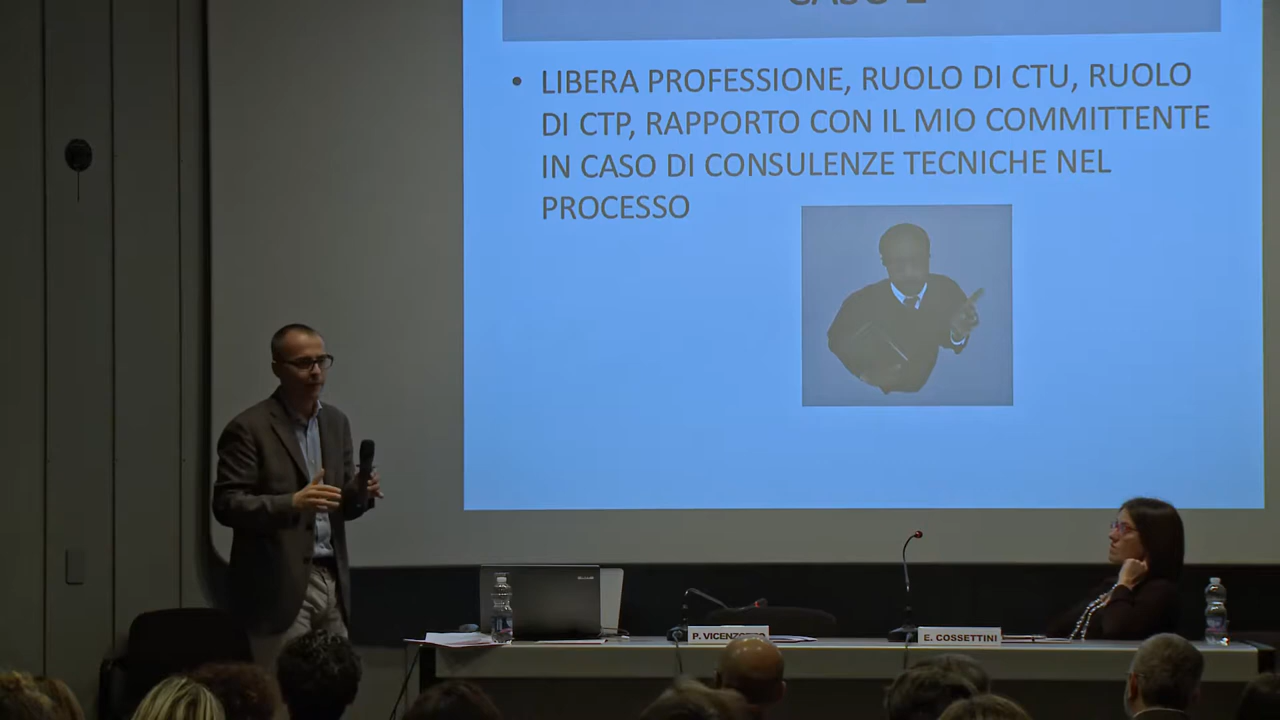 • LIBERA PROFESSIONE, RUOLO DI CTU, RUOLO
DI CTP, RAPPORTO CON IL MIO COMMITTENTE
IN CASO DI CONSULENZE TECNICHE NEL
PROCESSO
E. COSSETTINI